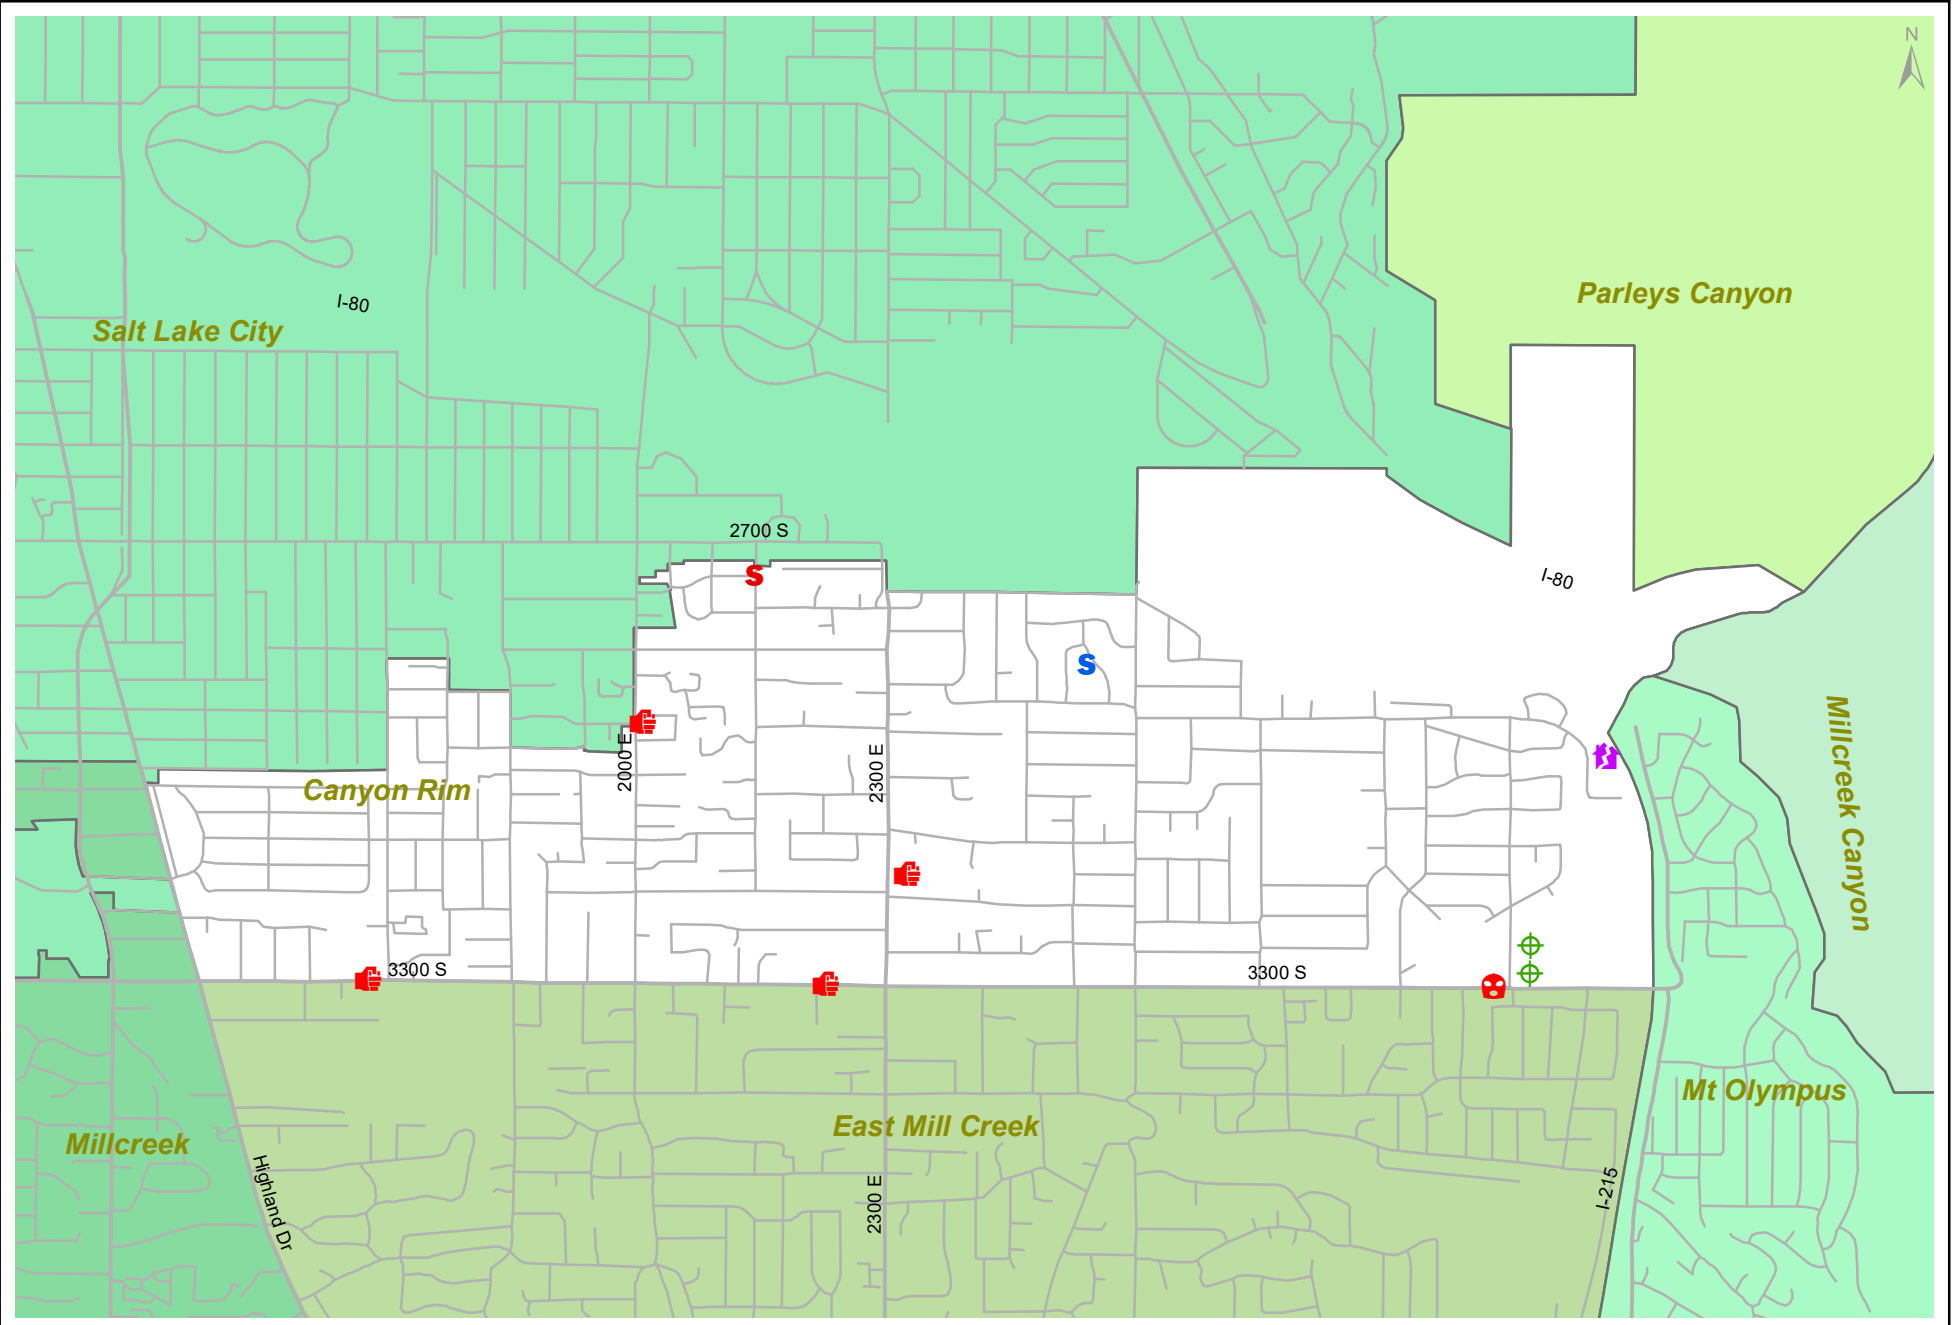 N
Parleys Canyon
I-80
Salt Lake City
2700 S
S
I-80
S
Millcreek Canyon
2000 E
2300 E
Canyon Rim
3300 S
3300 S
Mt Olympus
East Mill Creek
Millcreek
Highland Dr
2300 E
I-215